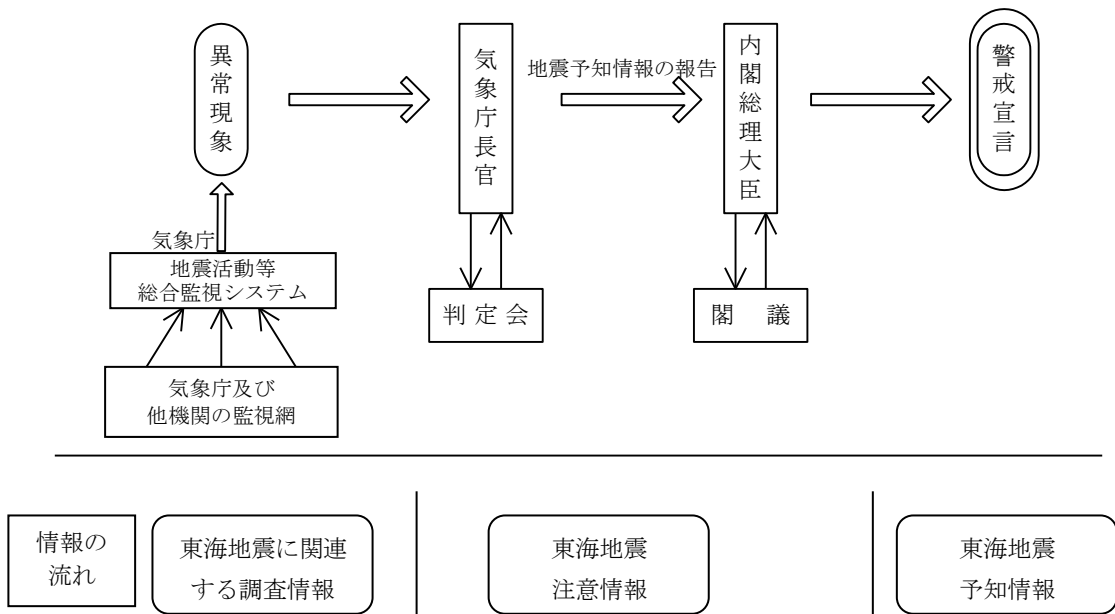 異常現象
気象庁長官
地震予知情報の報告
内閣総理大臣
警戒宣言
気象庁
地震活動等
総合監視システム
判定会
閣　議
気象庁及び
他機関の監視網
情報の
流れ
東海地震に関連
する調査情報
東海地震
注意情報
東海地震
予知情報